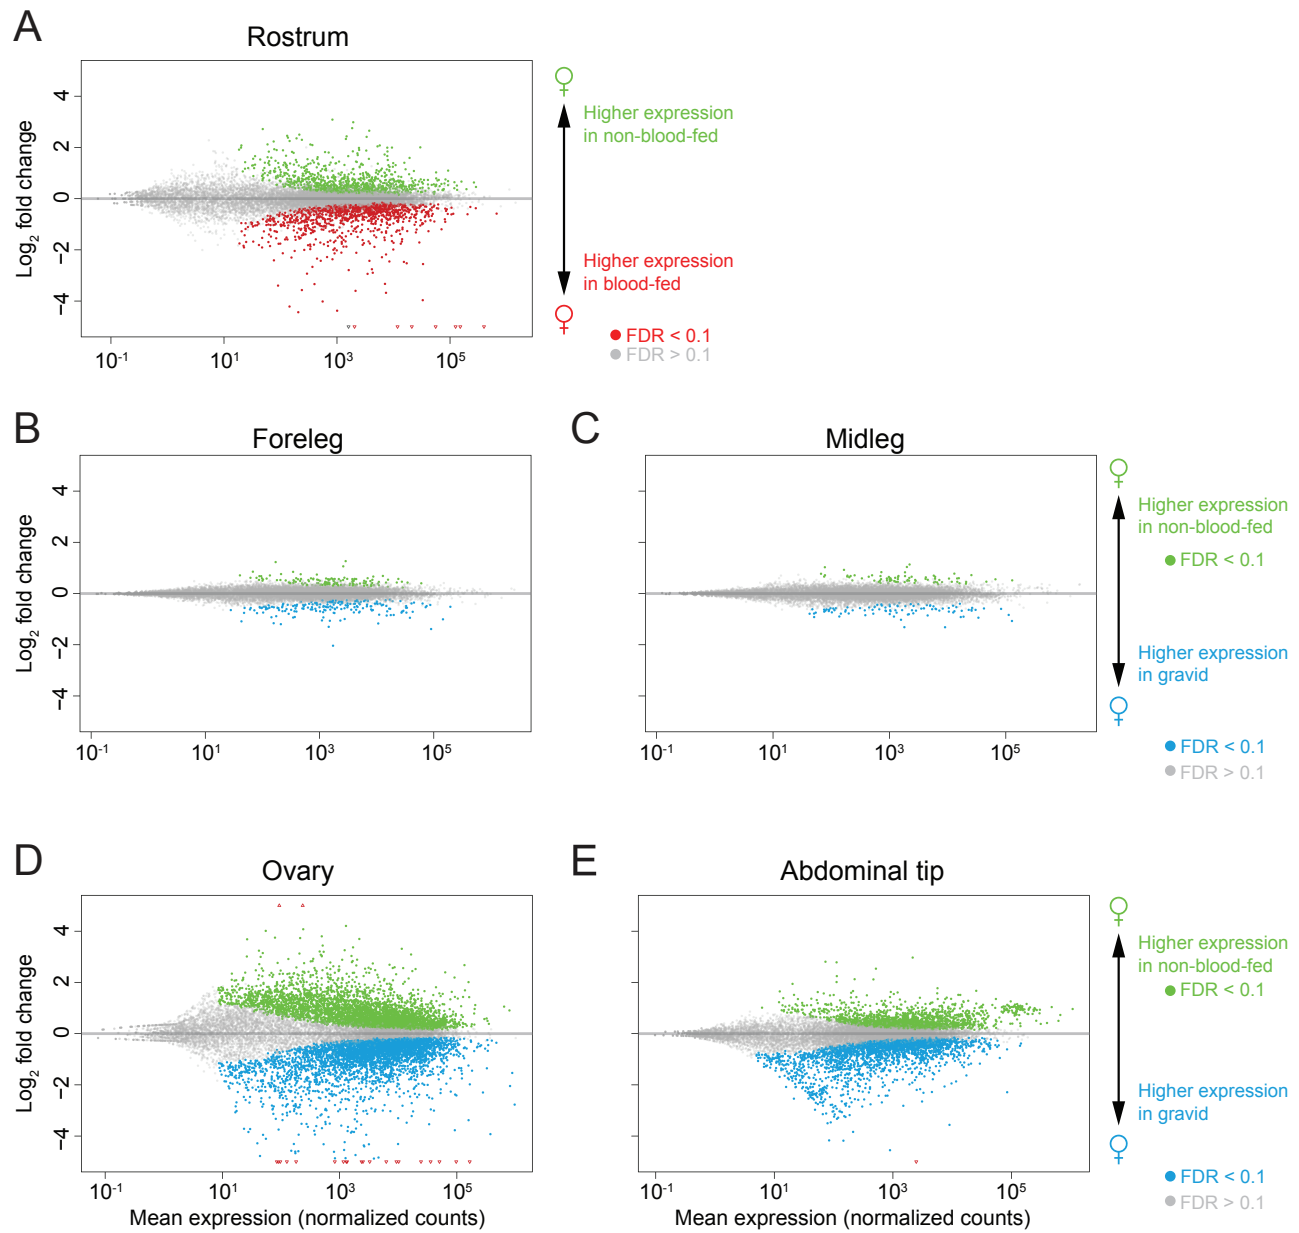 A
Rostrum
Log2 fold change
4
2
0
−2
−4
10-1
101
103
105
Higher expression
in non-blood-fed
Higher expression
in blood-fed
FDR < 0.1
FDR > 0.1
B
Foreleg
Log2 fold change
4
2
0
−2
−4
10-1
101
103
105
C
Midleg
10-1
101
103
105
Higher expression
in non-blood-fed
FDR < 0.1
Higher expression
in gravid
FDR < 0.1
FDR > 0.1
D
Ovary
Log2 fold change
4
2
0
−2
−4
10-1
101
103
105
Mean expression (normalized counts)
E
Abdominal tip
10-1
101
103
105
Mean expression (normalized counts)
Higher expression
in non-blood-fed
FDR < 0.1
Higher expression
in gravid
FDR < 0.1
FDR > 0.1